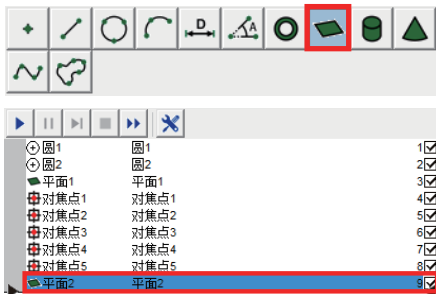 D
A
圆1 圆1 1
圆2 圆2 2
平面1 平面1 3
对焦点1 对焦点1 4
对焦点2 对焦点2 5
对焦点3 对焦点3 6
对焦点4 对焦点4 7
对焦点5 对焦点5 8
平面2 平面2 9